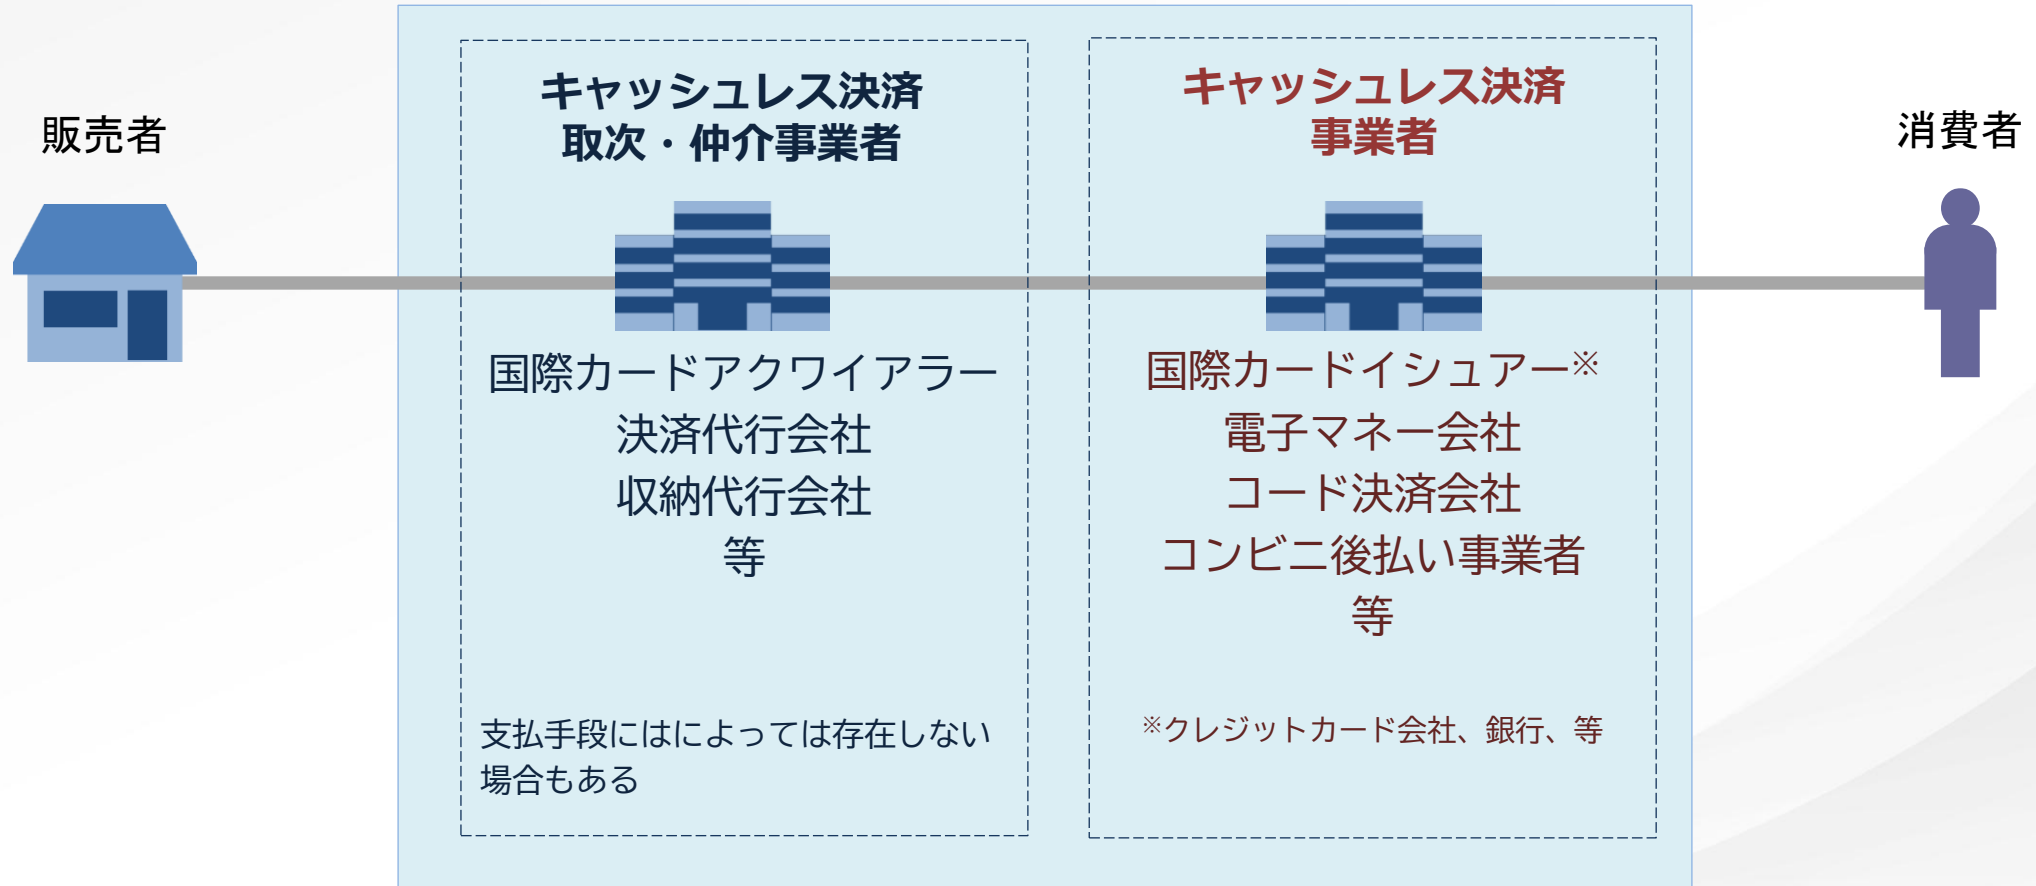 販売者
キャッシュレス決済
取次・仲介事業者
国際カードアクワイアラー
決済代行会社
収納代行会社
等
支払手段にはによっては存在しない
場合もある
キャッシュレス決済
事業者
国際カードイシュアー※
電子マネー会社
コード決済会社
コンビニ後払い事業者
等
※クレジットカード会社、銀行、等
消費者